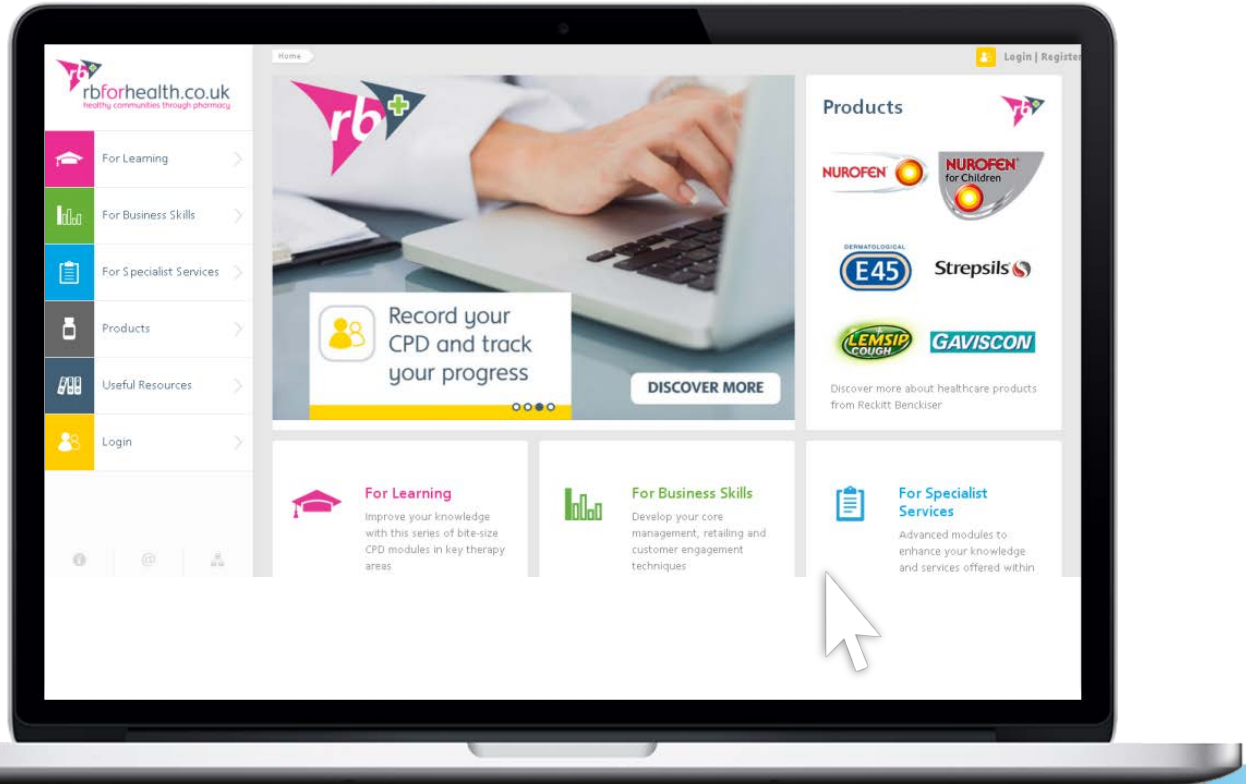 rb
rbforhealth.co.uk
healthy communities through pharmacy
For Learning
For Business Skills
For Specialist Services
Products
Useful Resources
Login
@
Home
Login | Register
rb
Record your
CPD and track
your progress
DISCOVER MORE
Products
rb
NUROFEN
NUROFEN
for Children
DERMATOLOGICAL
E45
Strepsils
LEMSIP
COUGH
GAVISCON
Discover more about healthcare products
from Reckitt Benckiser
For Learning
Improve your knowledge
with this series of bite-size
CPD modules in key therapy
areas
For Business Skills
Develop your core
management, retailing and
customer engagement
techniques
For Specialist
Services
Advanced modules to
enhance your knowledge
and services offered within